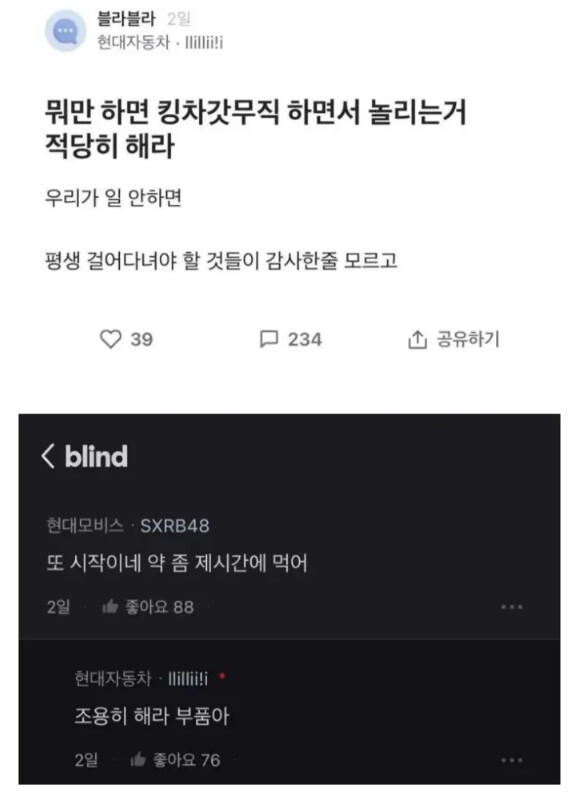 블라블라 2일
현대자동차 · llillii!i
뭐만 하면 킹차갓무직 하면서 놀리는거
적당히 해라
우리가 일 안하면
평생 걸어다녀야 할 것들이 감사한줄 모르고
39 234 공유하기
blind
현대모비스 · SXRB48
또 시작이네 약 좀 제시간에 먹어
2일 · 좋아요 88 ·
현대자동차 · llillii!i
조용히 해라 부품아
2일 · 좋아요 76 ·